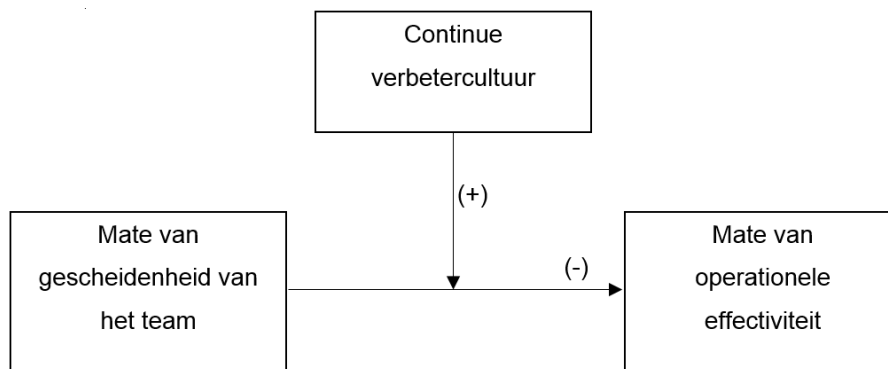 Continue
verbetercultuur
(+)
Mate van
gescheidenheid van
het team
(-)
Mate van
operationele
effectiviteit